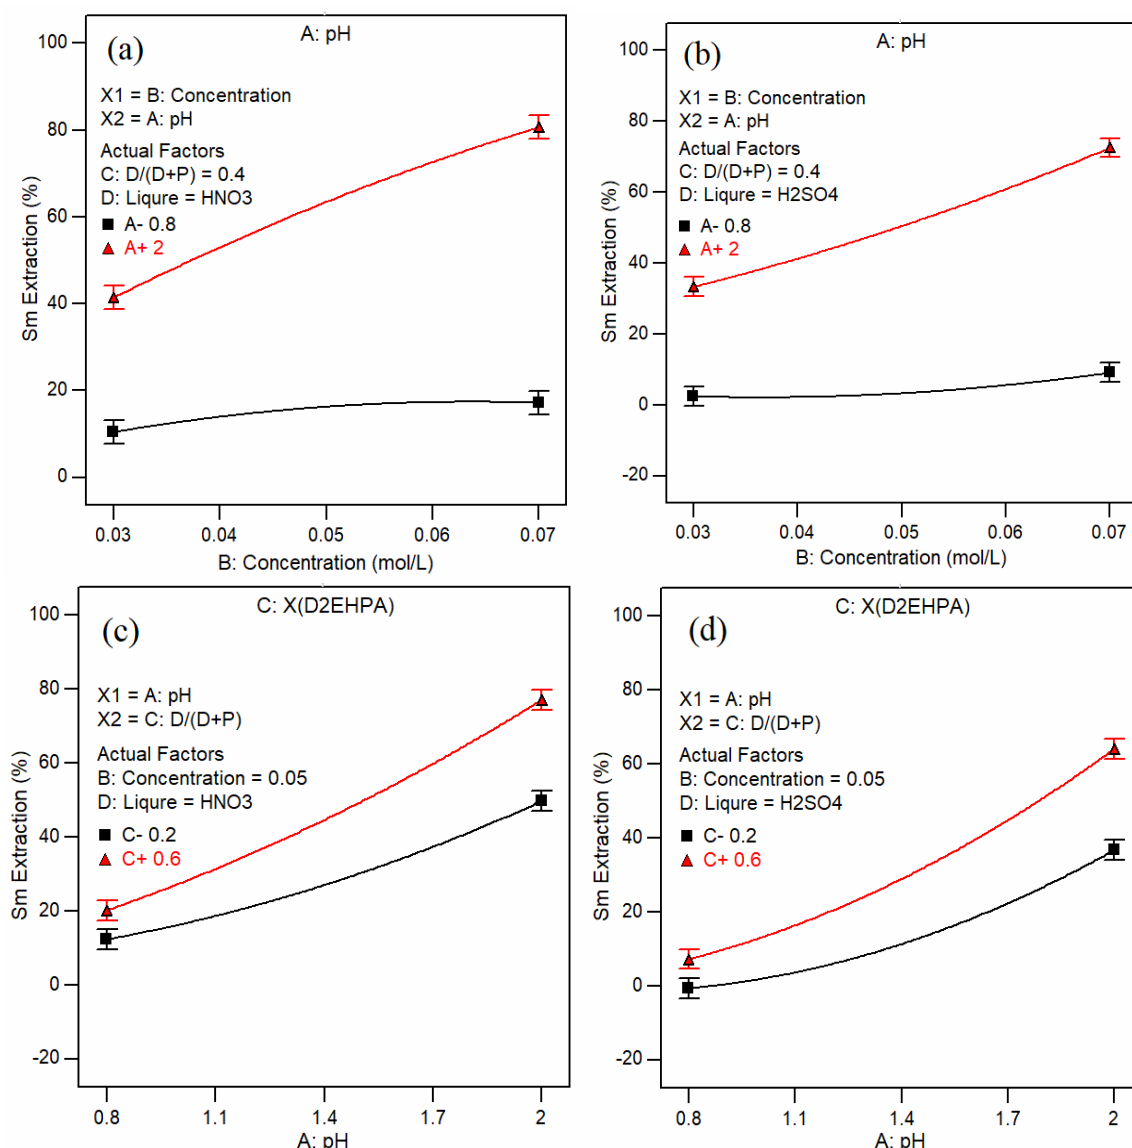 A: pH
(a)
X1 = B: Concentration
X2 = A: pH
Actual Factors
C: D/(D+P) = 0.4
D: Liqure = HNO3
A- 0.8
A+ 2
Sm Extraction (%)
100
80
60
40
20
0
0.03
0.04
0.05
0.06
0.07
B: Concentration (mol/L)
A: pH
(b)
X1 = B: Concentration
X2 = A: pH
Actual Factors
C: D/(D+P) = 0.4
D: Liqure = H2SO4
A- 0.8
A+ 2
Sm Extraction (%)
100
80
60
40
20
0
-20
0.03
0.04
0.05
0.06
0.07
B: Concentration (mol/L)
C: X(D2EHPA)
(c)
X1 = A: pH
X2 = C: D/(D+P)
Actual Factors
B: Concentration = 0.05
D: Liqure = HNO3
C- 0.2
C+ 0.6
Sm Extraction (%)
100
80
60
40
20
0
-20
0.8
1.1
1.4
1.7
2
A: pH
C: X(D2EHPA)
(d)
X1 = A: pH
X2 = C: D/(D+P)
Actual Factors
B: Concentration = 0.05
D: Liqure = H2SO4
C- 0.2
C+ 0.6
Sm Extraction (%)
100
80
60
40
20
0
-20
0.8
1.1
1.4
1.7
2
A: pH